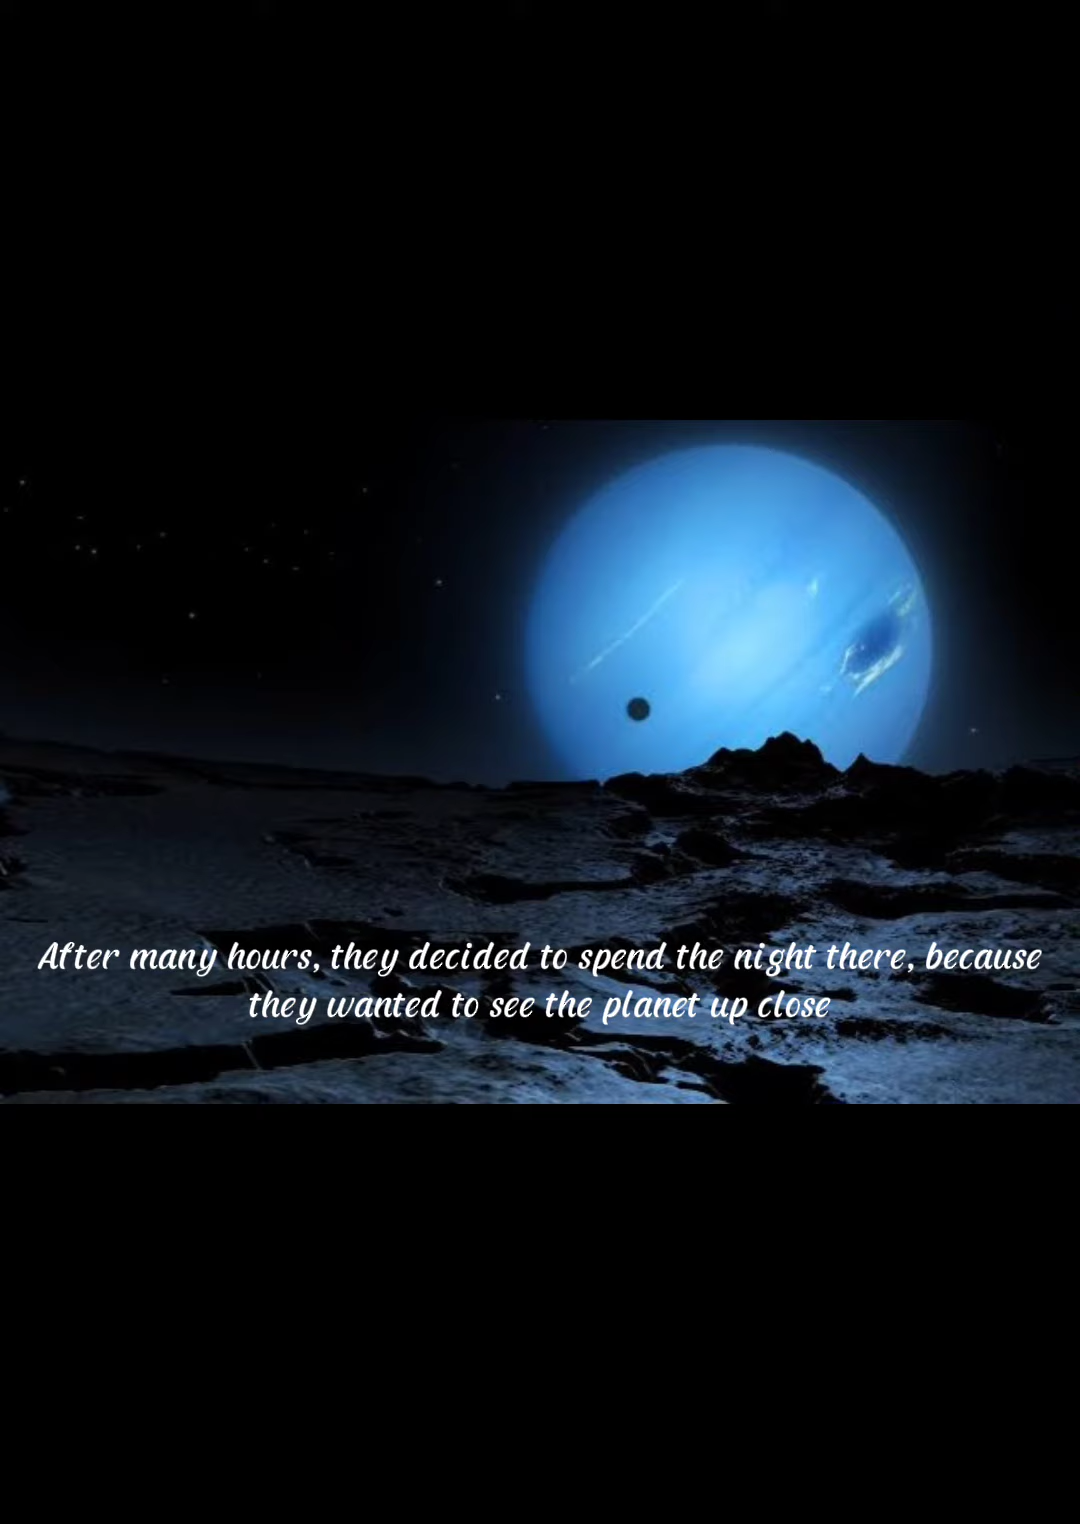 After many hours, they decided to spend the night there, because
they wanted to see the planet up close